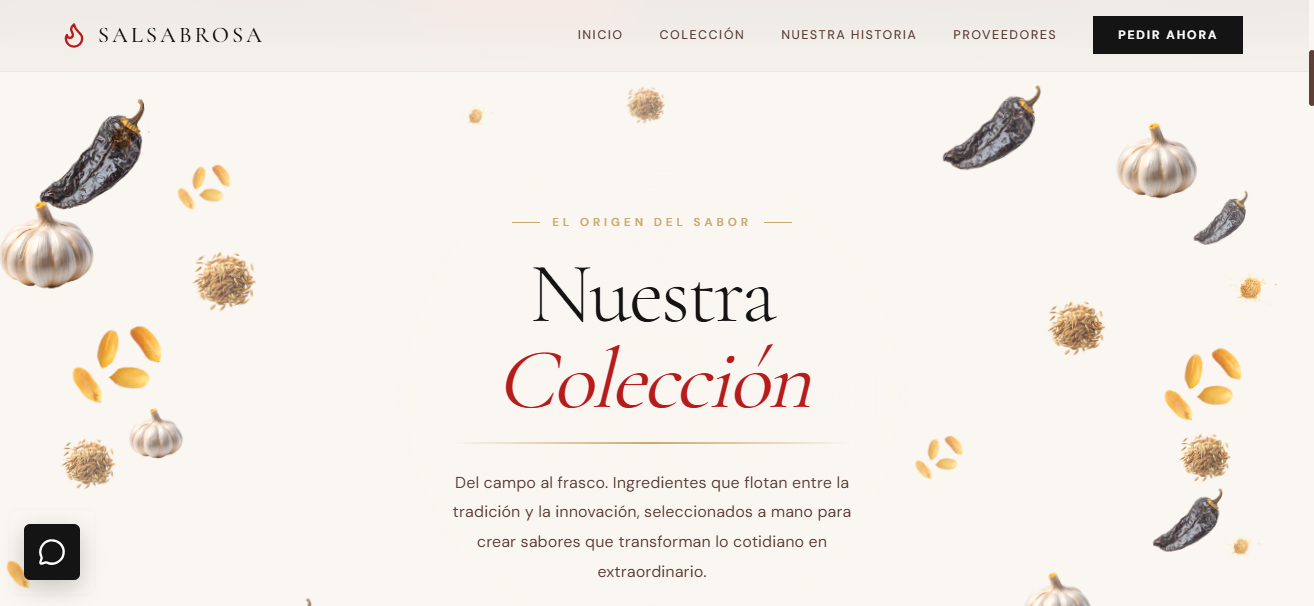 SALSABROSA
INICIO
COLECCIÓN
NUESTRA HISTORIA
PROVEEDORES
PEDIR AHORA
EL ORIGEN DEL SABOR
Nuestra
Colección
Del campo al frasco. Ingredientes que flotan entre la
tradición y la innovación, seleccionados a mano para
crear sabores que transforman lo cotidiano en
extraordinario.